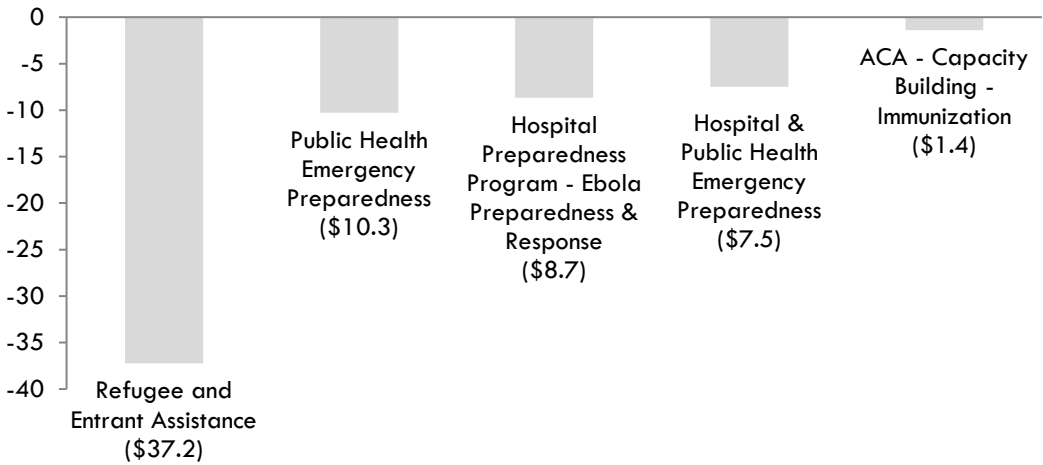 0
-5
-10
-15
-20
-25
-30
-35
-40
Refugee and
Entrant Assistance
($37.2)
Public Health
Emergency
Preparedness
($10.3)
Hospital
Preparedness
Program - Ebola
Preparedness &
Response
($8.7)
Hospital &
Public Health
Emergency
Preparedness
($7.5)
ACA - Capacity
Building -
Immunization
($1.4)